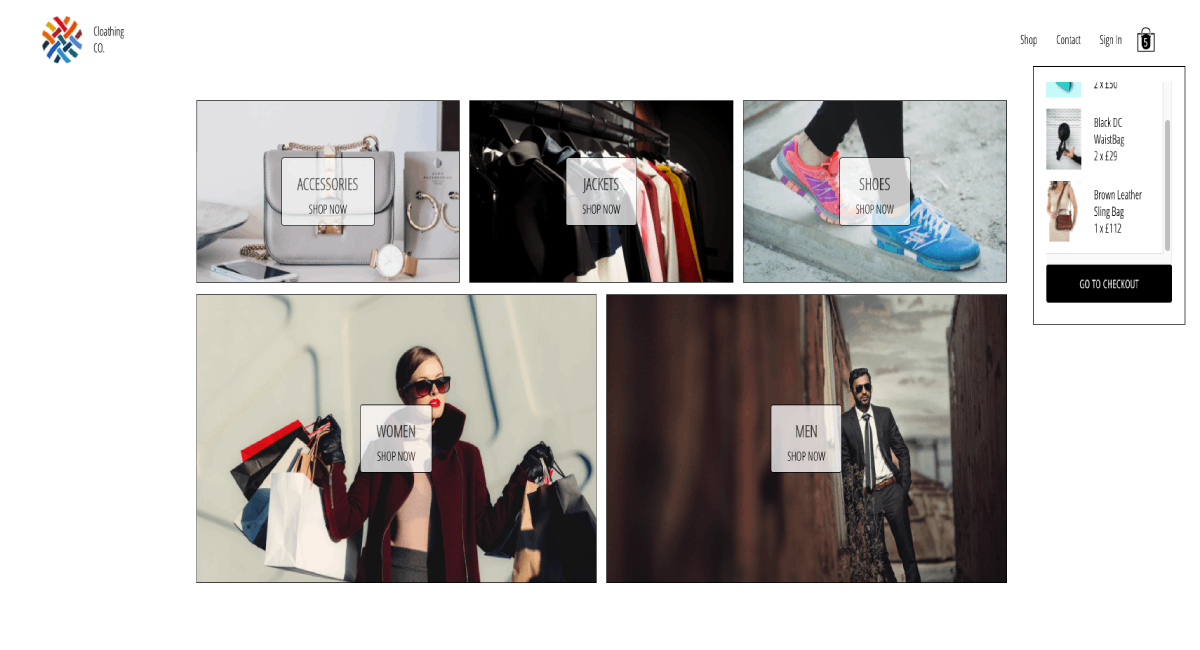 Cloathing
CO.
Shop
Contact
Sign In
5
2 x £50
Black DC
WaistBag
2 x £29
Brown Leather
Sling Bag
1 x £112
GO TO CHECKOUT
ACCESSORIES
SHOP NOW
JACKETS
SHOP NOW
SHOES
SHOP NOW
WOMEN
SHOP NOW
MEN
SHOP NOW